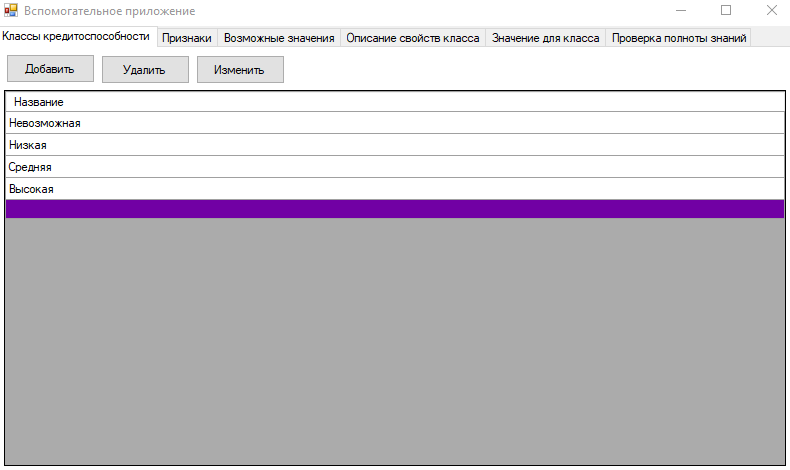 Вспомогательное приложение
Классы кредитоспособности Признаки Возможные значения Описание свойств класса Значение для класса Проверка полноты знаний
Добавить Удалить Изменить
Название
Невозможная
Низкая
Средняя
Высокая